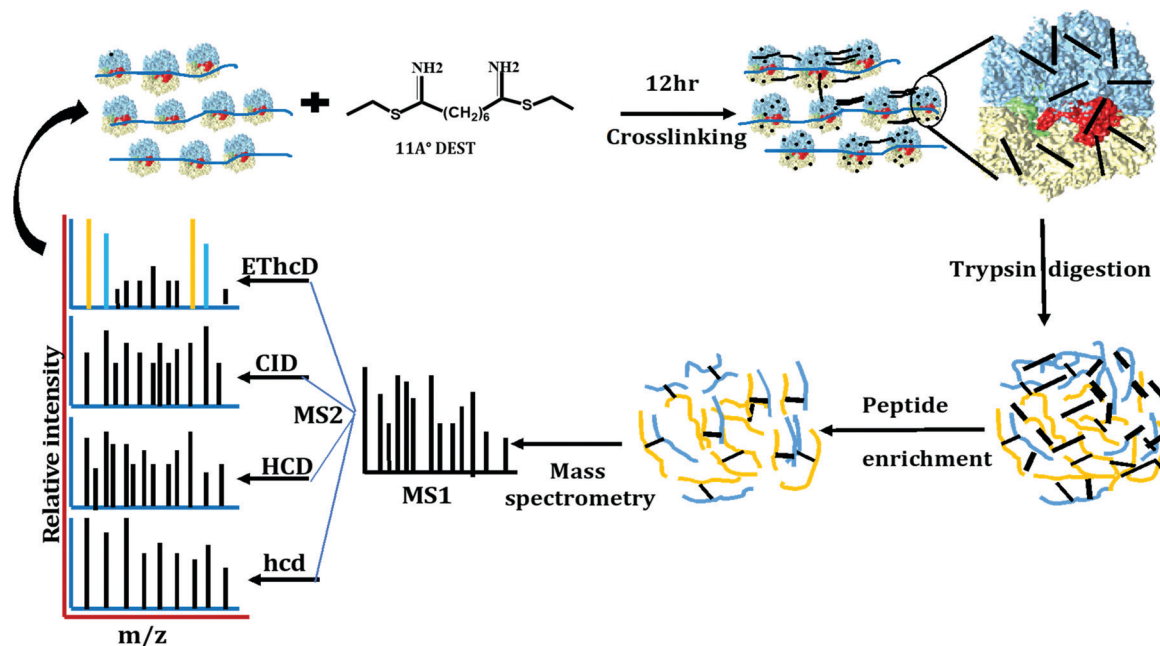 NH2
NH2
S
(CH2)6
S
11A° DEST
12hr
Crosslinking
Trypsin digestion
Peptide
enrichment
Mass
spectrometry
MS1
MS2
EThcD
CID
HCD
hcd
Relative intensity
m/z